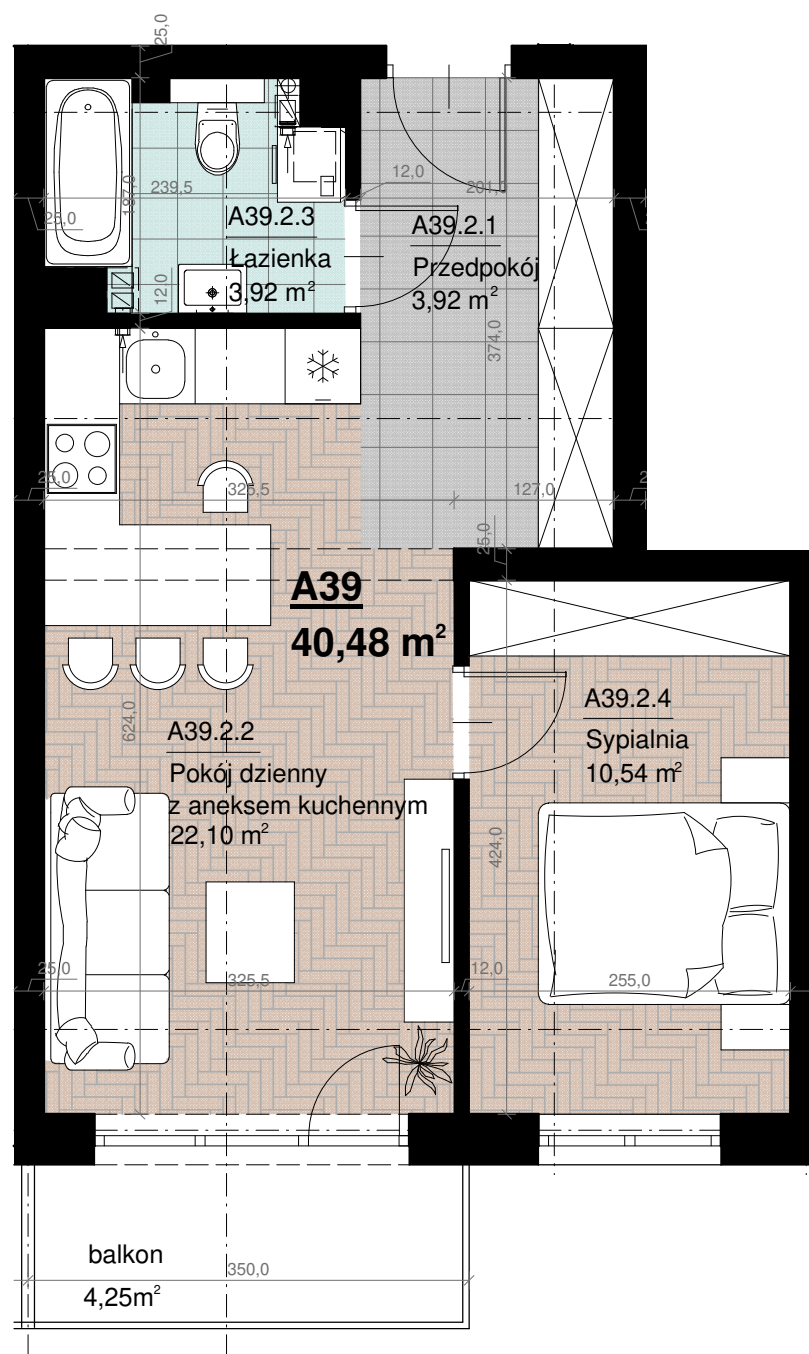 25,0
239,5
187,0
12,0
201,5
25,0
A39.2.3
Łazienka
3,92 m²
A39.2.1
Przedpokój
3,92 m²
12,0
374,0
25,0
325,5
127,0
25,0
A39
40,48 m²
624,0
A39.2.2
Pokój dzienny
z aneksem kuchennym
22,10 m²
A39.2.4
Sypialnia
10,54 m²
424,0
25,0
325,5
12,0
255,0
balkon
4,25m²
350,0